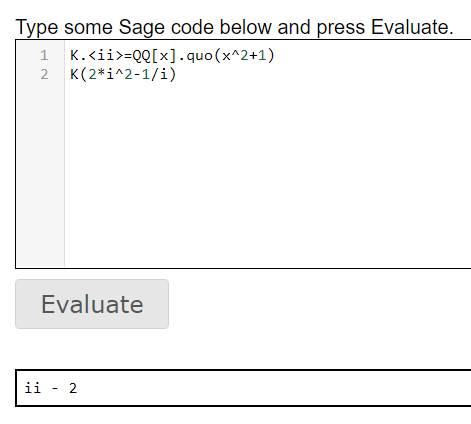 Type some Sage code below and press Evaluate.
1 K.<ii>=QQ[x].quo(x^2+1)
2 K(2*i^2-1/i)
Evaluate
ii - 2